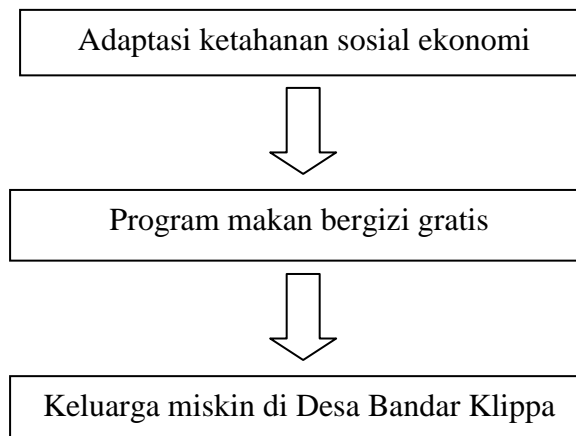 Adaptasi ketahanan sosial ekonomi
Program makan bergizi gratis
Keluarga miskin di Desa Bandar Klippa